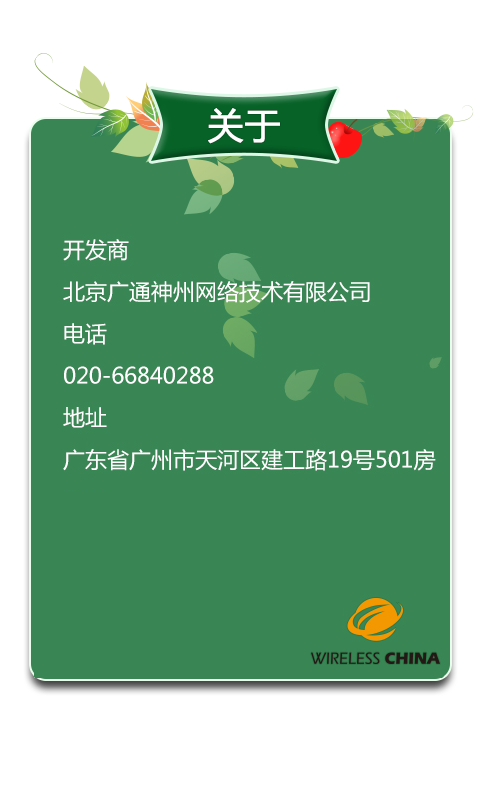 关于
开发商
北京广通神州网络技术有限公司
电话
020-66840288
地址
广东省广州市天河区建工路19号501房
WIRELESS CHINA